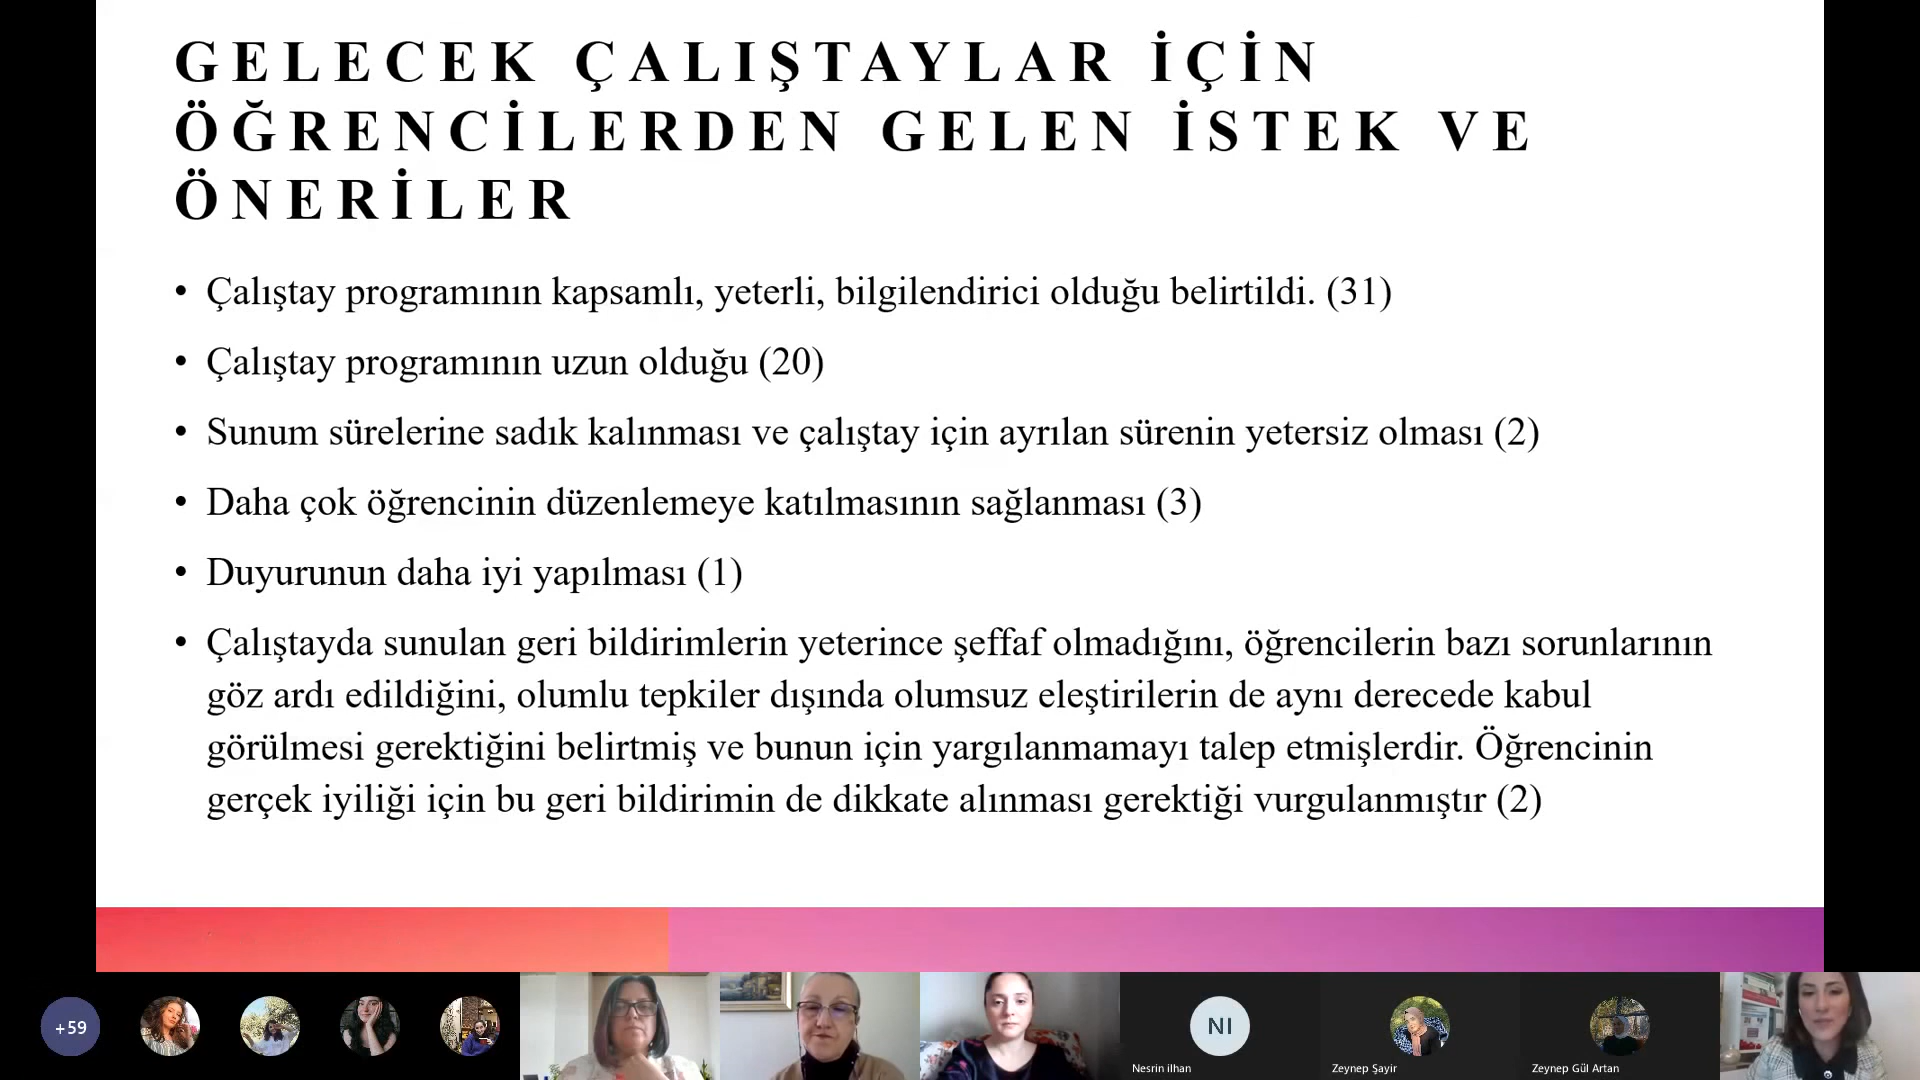 GELECEK ÇALIŞTAYLAR İÇİN
ÖĞRENCİLERDEN GELEN İSTEK VE
ÖNERİLER
• Çalıştay programının kapsamlı, yeterli, bilgilendirici olduğu belirtildi. (31)
• Çalıştay programının uzun olduğu (20)
• Sunum sürelerine sadık kalınması ve çalıştay için ayrılan sürenin yetersiz olması (2)
• Daha çok öğrencinin düzenlemeye katılmasının sağlanması (3)
• Duyurunun daha iyi yapılması (1)
• Çalıştayda sunulan geri bildirimlerin yeterince şeffaf olmadığını, öğrencilerin bazı sorunlarının
göz ardı edildiğini, olumlu tepkiler dışında olumsuz eleştirilerin de aynı derecede kabul
görülmesi gerektiğini belirtmiş ve bunun için yargılanmamayı talep etmişlerdir. Öğrencinin
gerçek iyiliği için bu geri bildirimin de dikkate alınması gerektiği vurgulanmıştır (2)
+59
NI
Nesrin ilhan
Zeynep Şayir
Zeynep Gül Artan